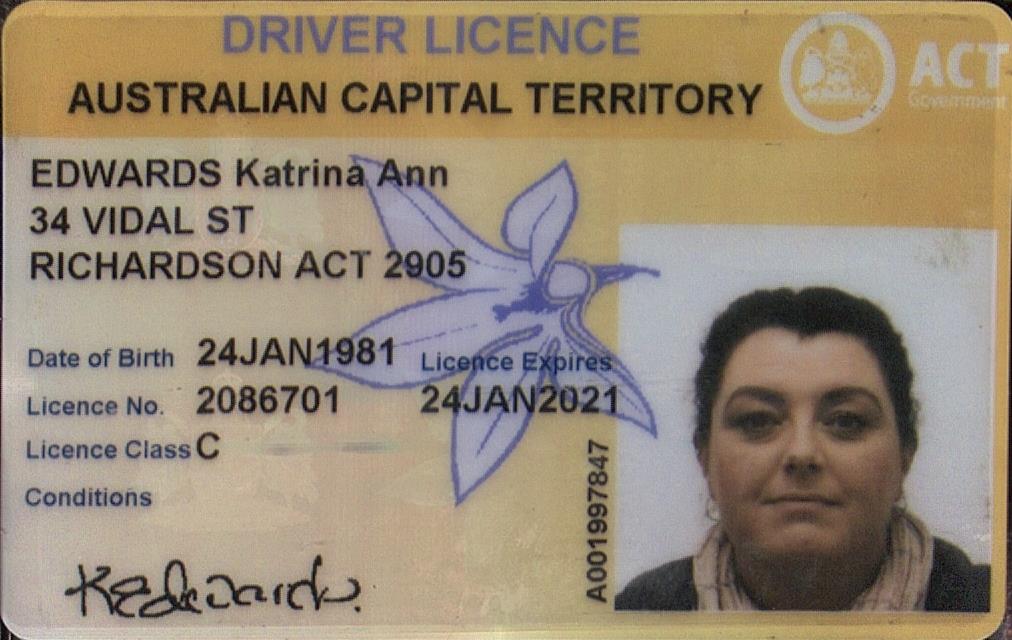 DRIVER LICENCE
AUSTRALIAN CAPITAL TERRITORY
ACT
Government
EDWARDS Katrina Ann
34 VIDAL ST
RICHARDSON ACT 2905
Date of Birth 24JAN1981
Licence Expires
Licence No. 2086701
24JAN2021
Licence Class C
Conditions
A001997847
KEdwards.